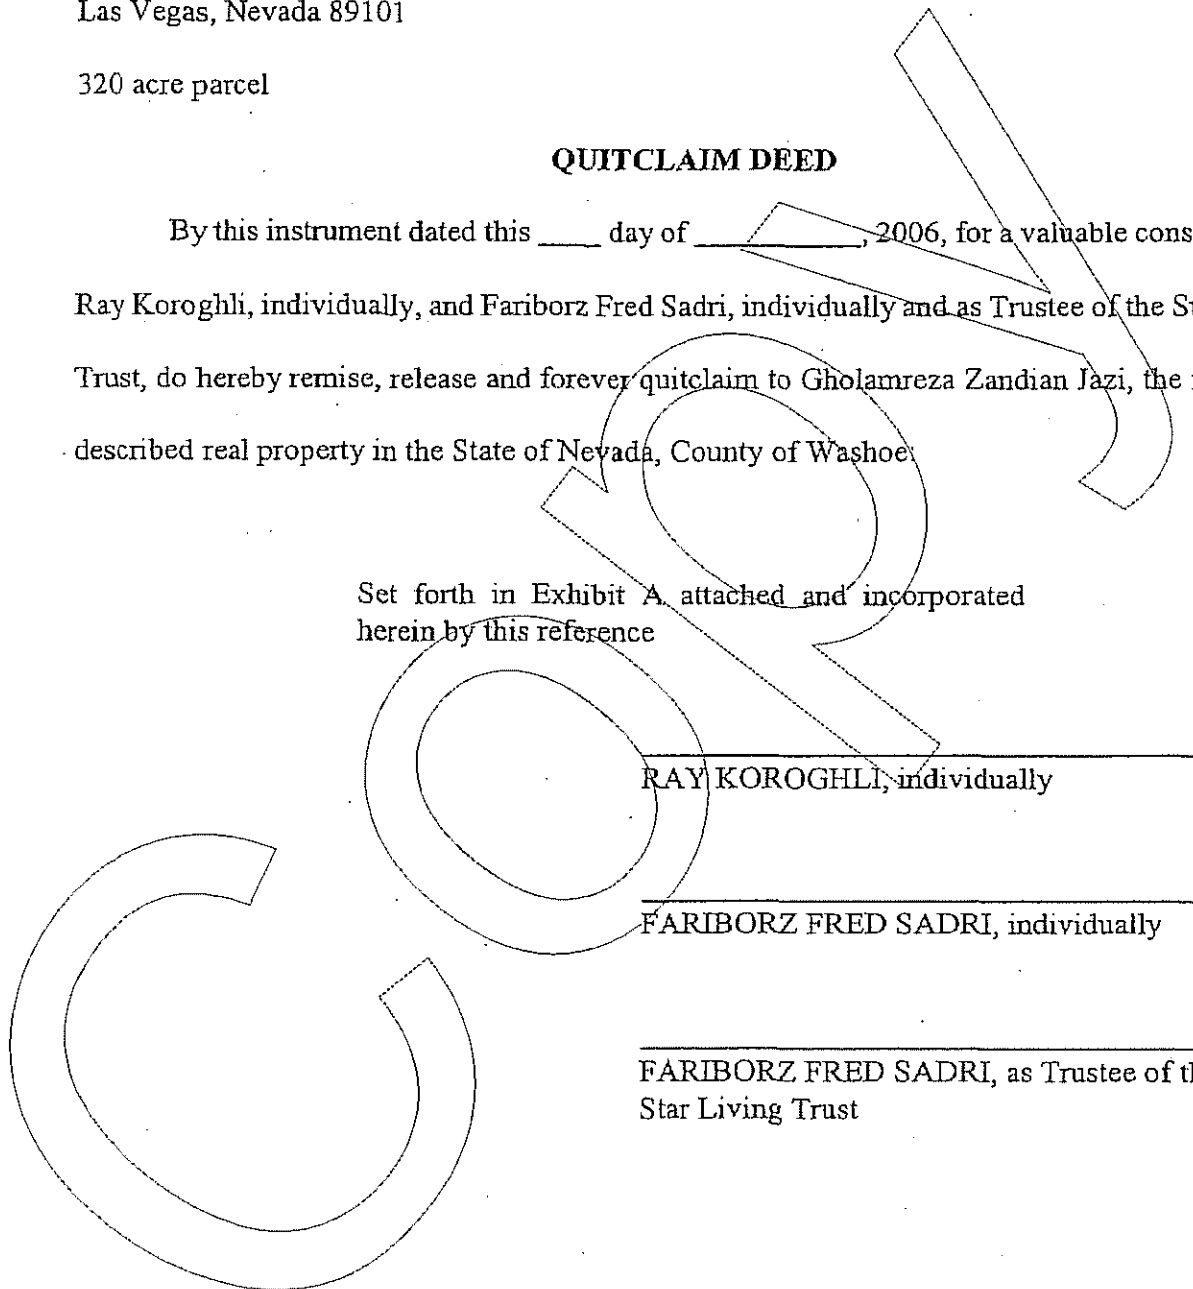 Las Vegas, Nevada 89101
320 acre parcel
QUITCLAIM DEED
By this instrument dated this ____ day of ____________, 2006, for a valuable cons
Ray Koroghli, individually, and Fariborz Fred Sadri, individually and as Trustee of the S
Trust, do hereby remise, release and forever quitclaim to Gholamreza Zandian Jazi, the
described real property in the State of Nevada, County of Washoe:
Set forth in Exhibit A attached and incorporated
herein by this reference
RAY KOROGHLI, individually
FARIBORZ FRED SADRI, individually
FARIBORZ FRED SADRI, as Trustee of t
Star Living Trust
Copy